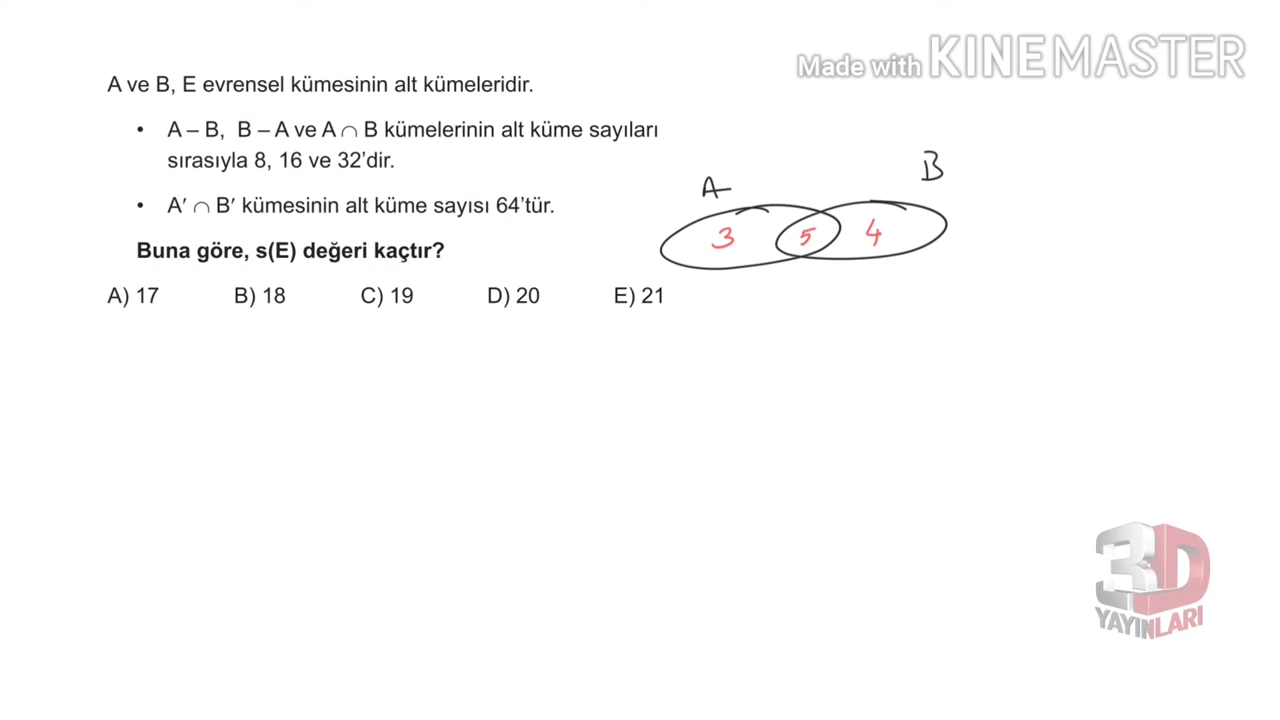 Made with KINEMASTER
A ve B, E evrensel kümesinin alt kümeleridir.
• A – B, B – A ve A ∩ B kümelerinin alt küme sayıları
sırasıyla 8, 16 ve 32'dir.
• A′ ∩ B′ kümesinin alt küme sayısı 64'tür.
Buna göre, s(E) değeri kaçtır?
A) 17 B) 18 C) 19 D) 20 E) 21
A B
3 5 4
3D
YAYINLARI